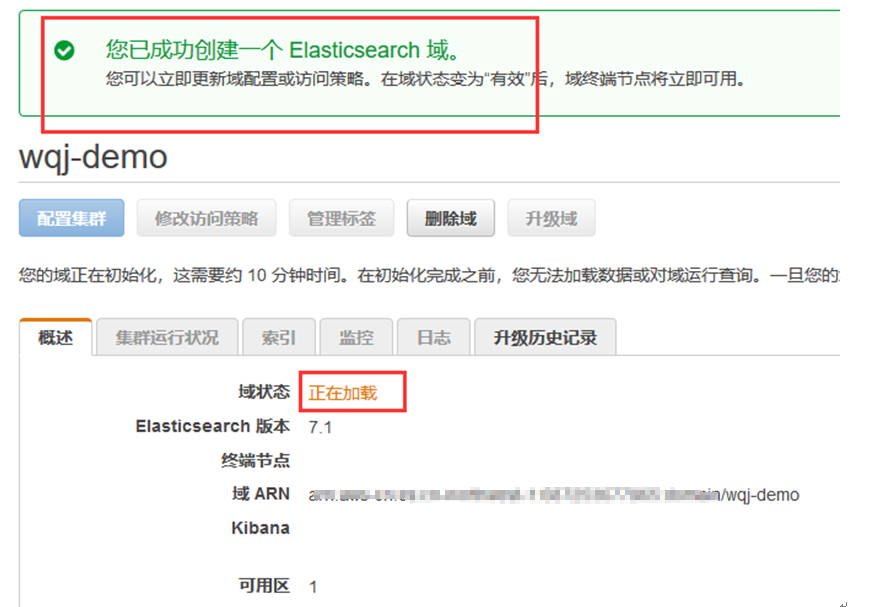 您已成功创建一个 Elasticsearch 域。
您可以立即更新域配置或访问策略。在域状态变为“有效”后，域终端节点将立即可用。
wqj-demo
配置集群 修改访问策略 管理标签 删除域 升级域
您的域正在初始化，这需要约 10 分钟时间。在初始化完成之前，您无法加载数据或对域运行查询。一旦您的
概述 集群运行状况 索引 监控 日志 升级历史记录
域状态 正在加载
Elasticsearch 版本 7.1
终端节点
域 ARN /wqj-demo
Kibana
可用区 1